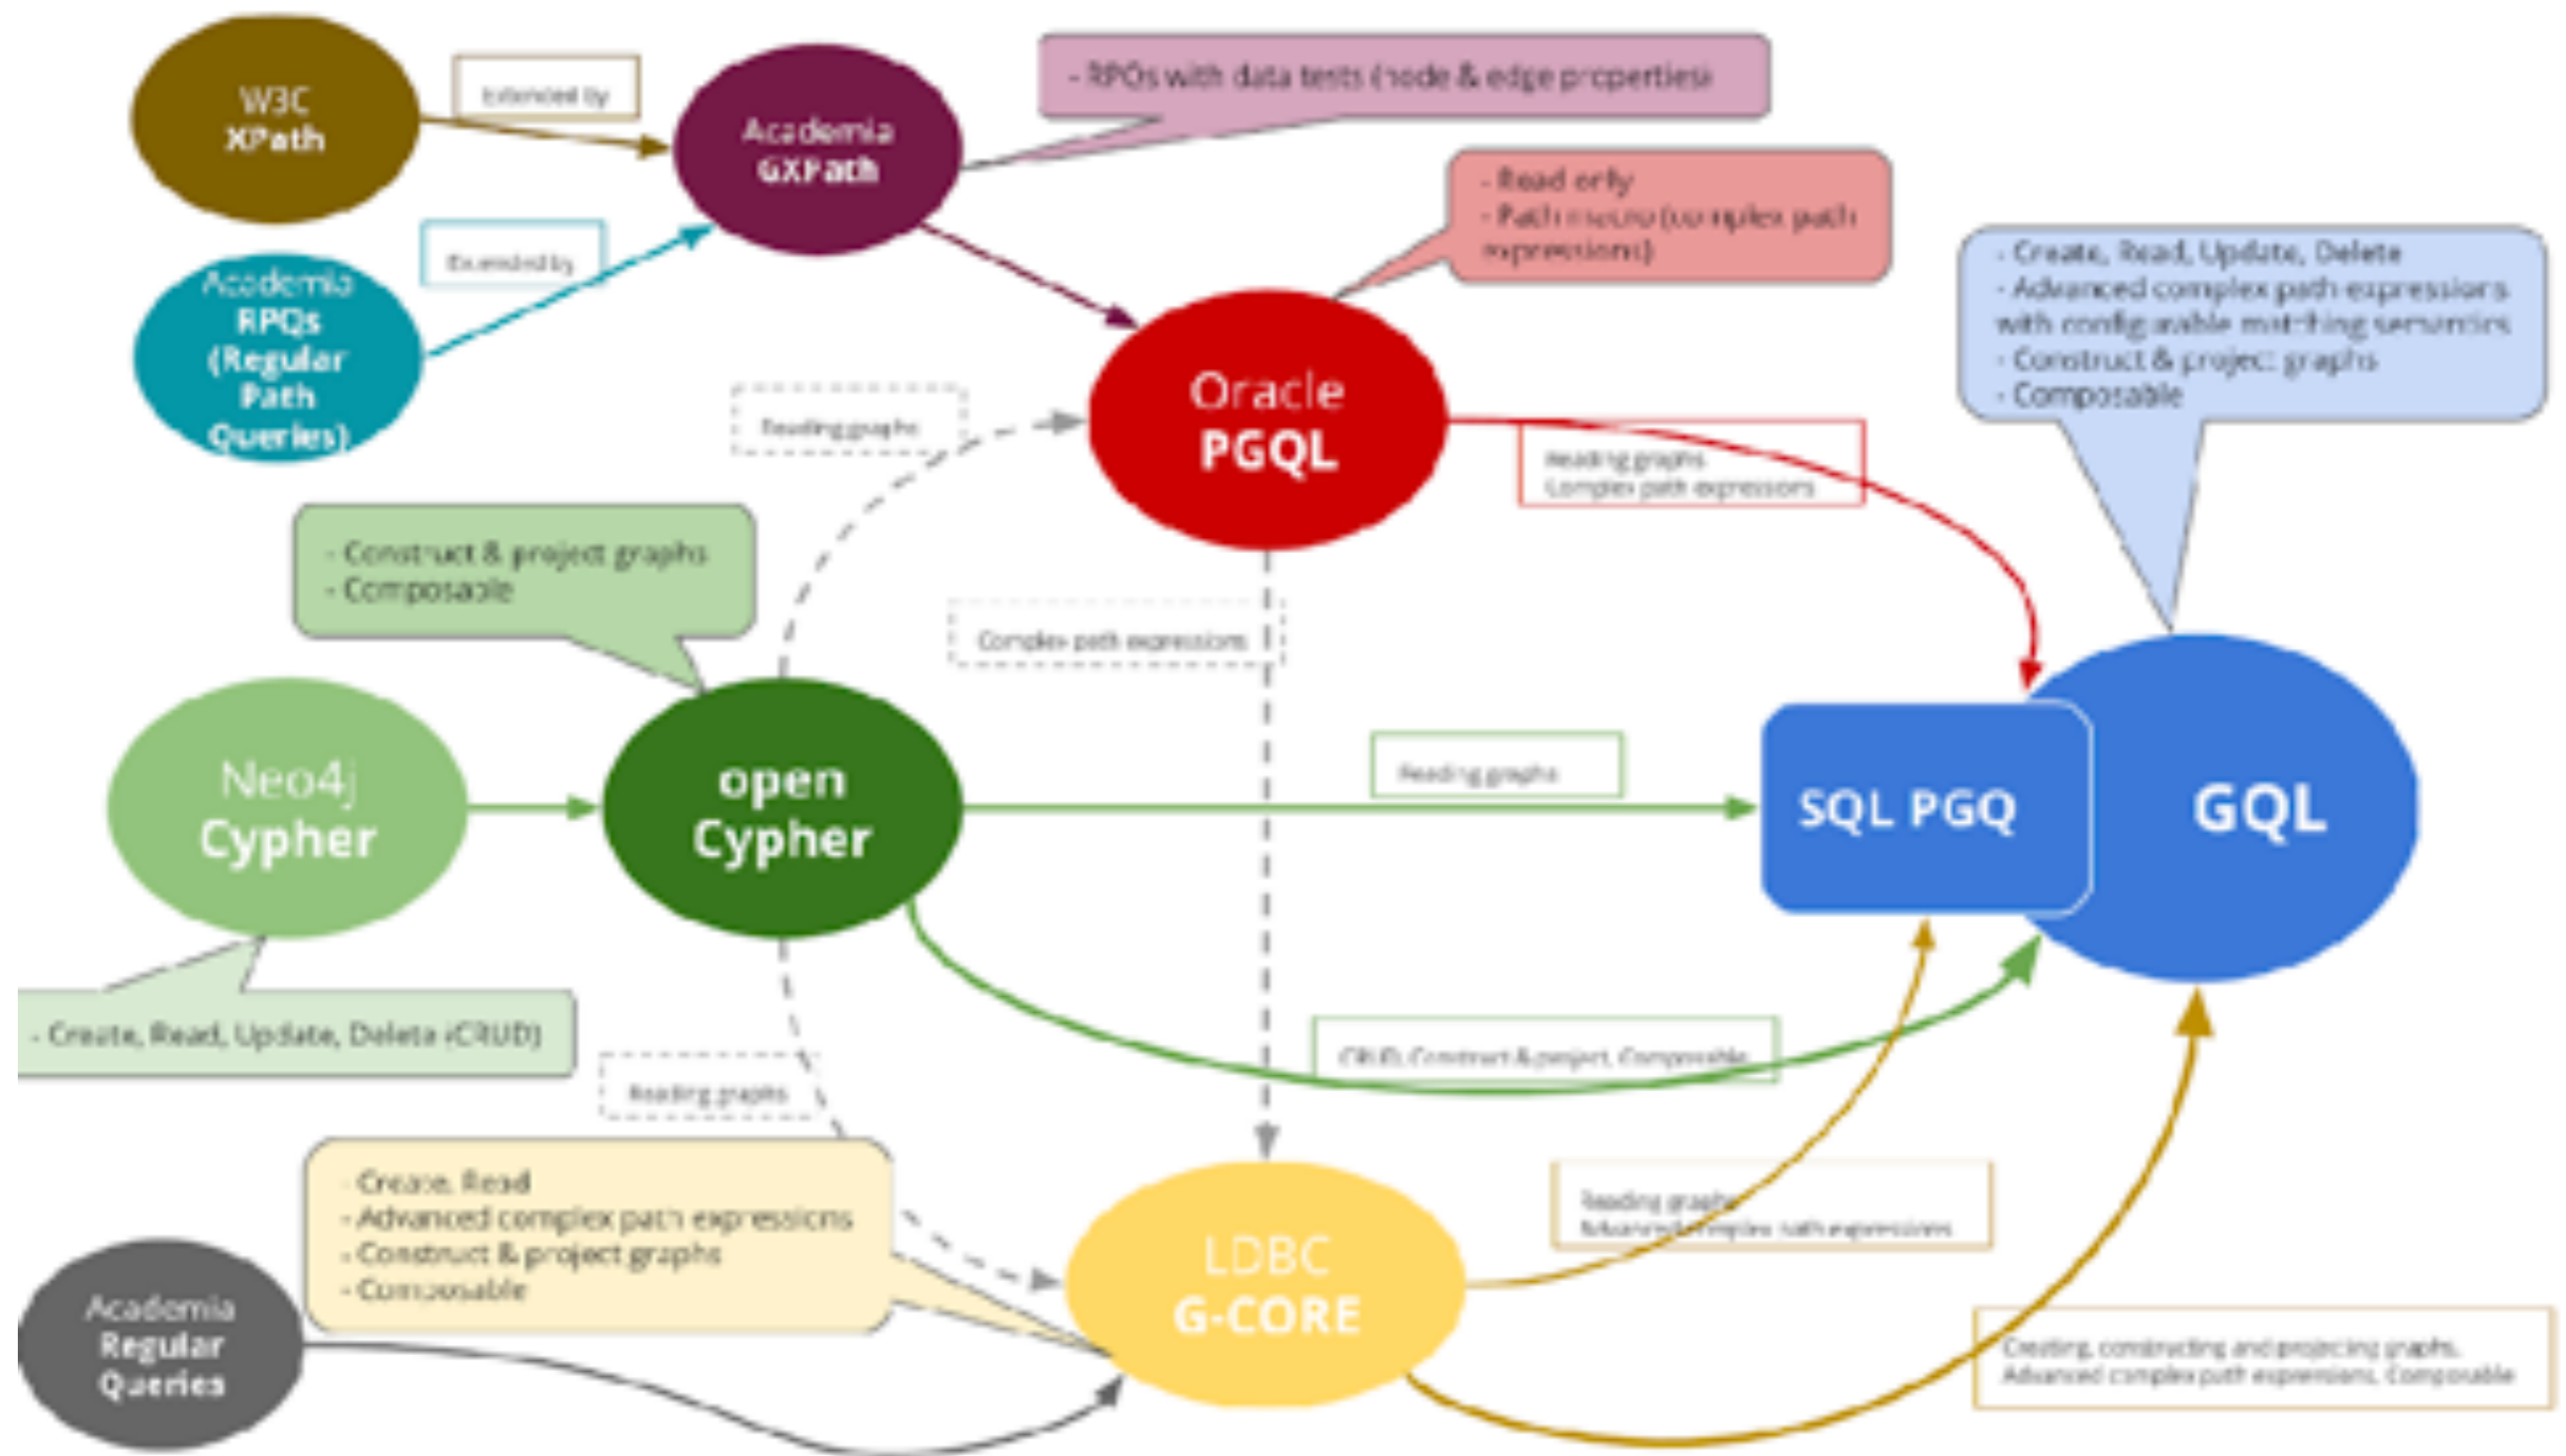 W3C
XPath
Extended by
Academia
GXPath
- RPQs with data tests (node & edge properties)
Academia
RPQs
(Regular
Path
Queries)
Extended by
- Read only
- Path macro (complex path
expressions)
- Create, Read, Update, Delete
- Advanced complex path expressions
with configurable matching semantics
- Construct & project graphs
- Composable
Oracle
PGQL
Reading graphs
Reading graphs
Complex path expressions
- Construct & project graphs
- Composable
Complex path expressions
Neo4j
Cypher
open
Cypher
Reading graphs
SQL PGQ
GQL
- Create, Read, Update, Delete (CRUD)
CRUD, Construct & project, Composable
Reading graphs
- Create, Read
- Advanced complex path expressions
- Construct & project graphs
- Composable
Reading graphs
Advanced complex path expressions
LDBC
G-CORE
Academia
Regular
Queries
Creating, constructing and projecting graphs,
Advanced complex path expressions, Composable